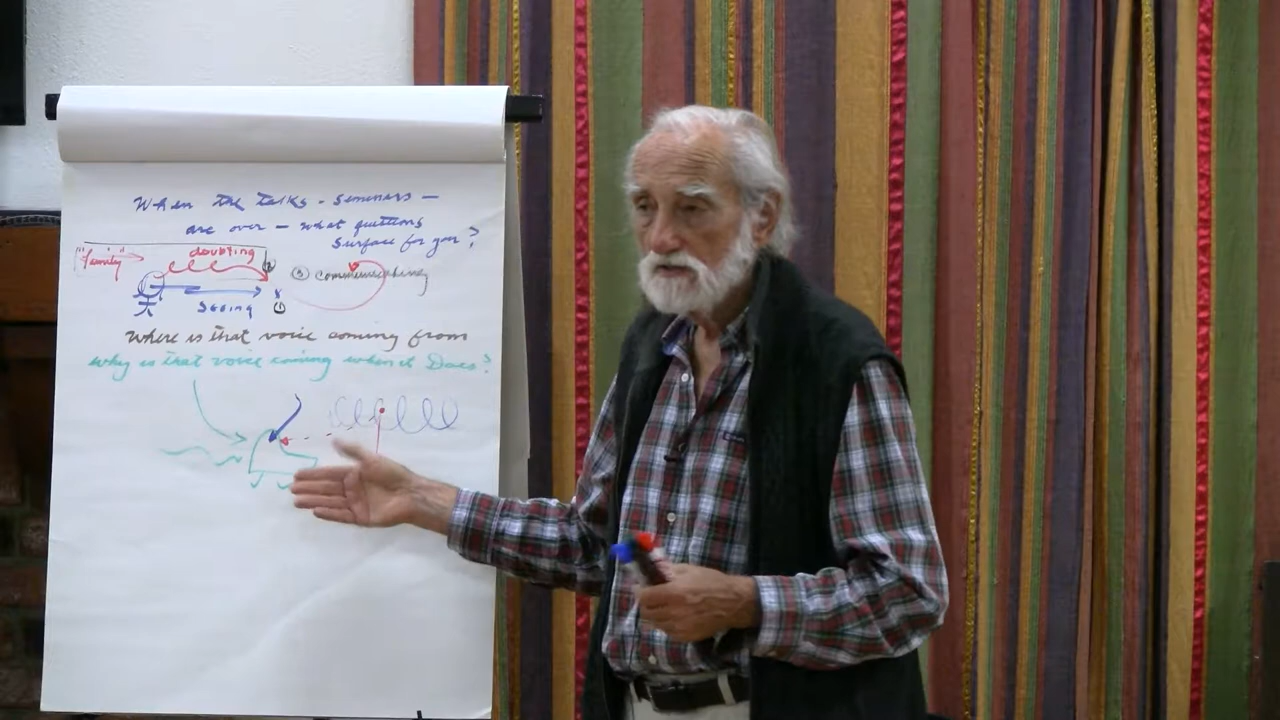 When the talks - seminars -
are over - what questions
surface for you?
"family" doubting
② ③
seeing ①
Where is that voice coming from
why is that voice coming when it Does?